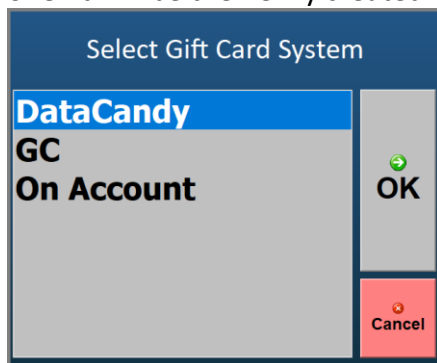 Select Gift Card System
DataCandy
GC
On Account
OK
Cancel